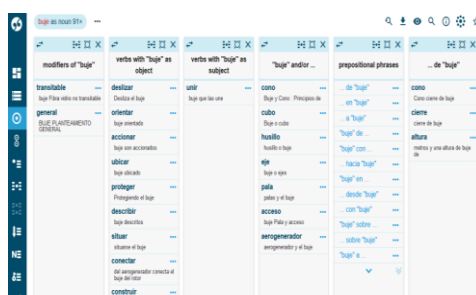 buje as noun 91×
modifiers of "buje"
transitable
buje Fibra vidrio no transitable
general
BUJE PLANTEAMIENTO
GENERAL
verbs with "buje" as
object
deslizar
Desliza el buje
orientar
buje orientado
accionar
buje son accionados
ubicar
buje ubicado
proteger
Protegiendo el buje
describir
buje descritos
situar
situarse el buje
conectar
del aerogenerador conecta el
buje del rotor
construir
verbs with "buje" as
subject
unir
buje que las une
"buje" and/or ...
cono
Buje y Cono : Principios de
cubo
Buje o cubo
husillo
husillo o buje
eje
buje o ejes
pala
palas y el buje
acceso
buje Pala y acceso
aerogenerador
aerogenerador y el buje
prepositional phrases
... de "buje"
... en "buje"
... a "buje"
"buje" de ...
"buje" con ...
... hacia "buje"
"buje" en ...
... desde "buje"
... con "buje"
"buje" sobre ...
... sobre "buje"
"buje" e ...
... de "buje"
cono
Cono cierre de buje
cierre
cierre de buje
altura
metros y una altura de buje
de